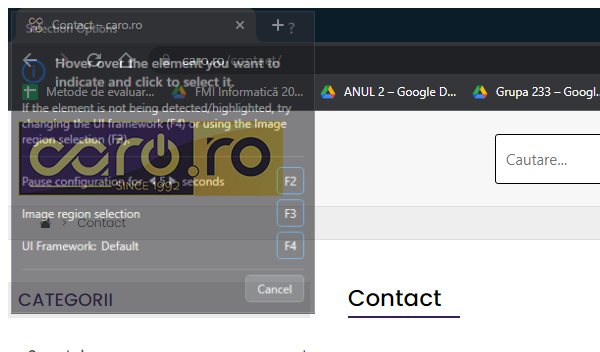 Selection Options
Contact - caro.ro
?
caro.ro/contact/
Hover over the element you want to
indicate and click to select it.
Metode de evaluar...
FMI Informatică 20...
ANUL 2 – Google D...
Grupa 233 – Googl...
If the element is not being detected/highlighted, try
changing the UI framework (F4) or using the Image
region selection (F3).
caro.ro
SINCE 1992
Cautare...
Pause configuration for 5 seconds
F2
Image region selection
F3
Contact
UI Framework: Default
F4
Cancel
CATEGORII
Contact